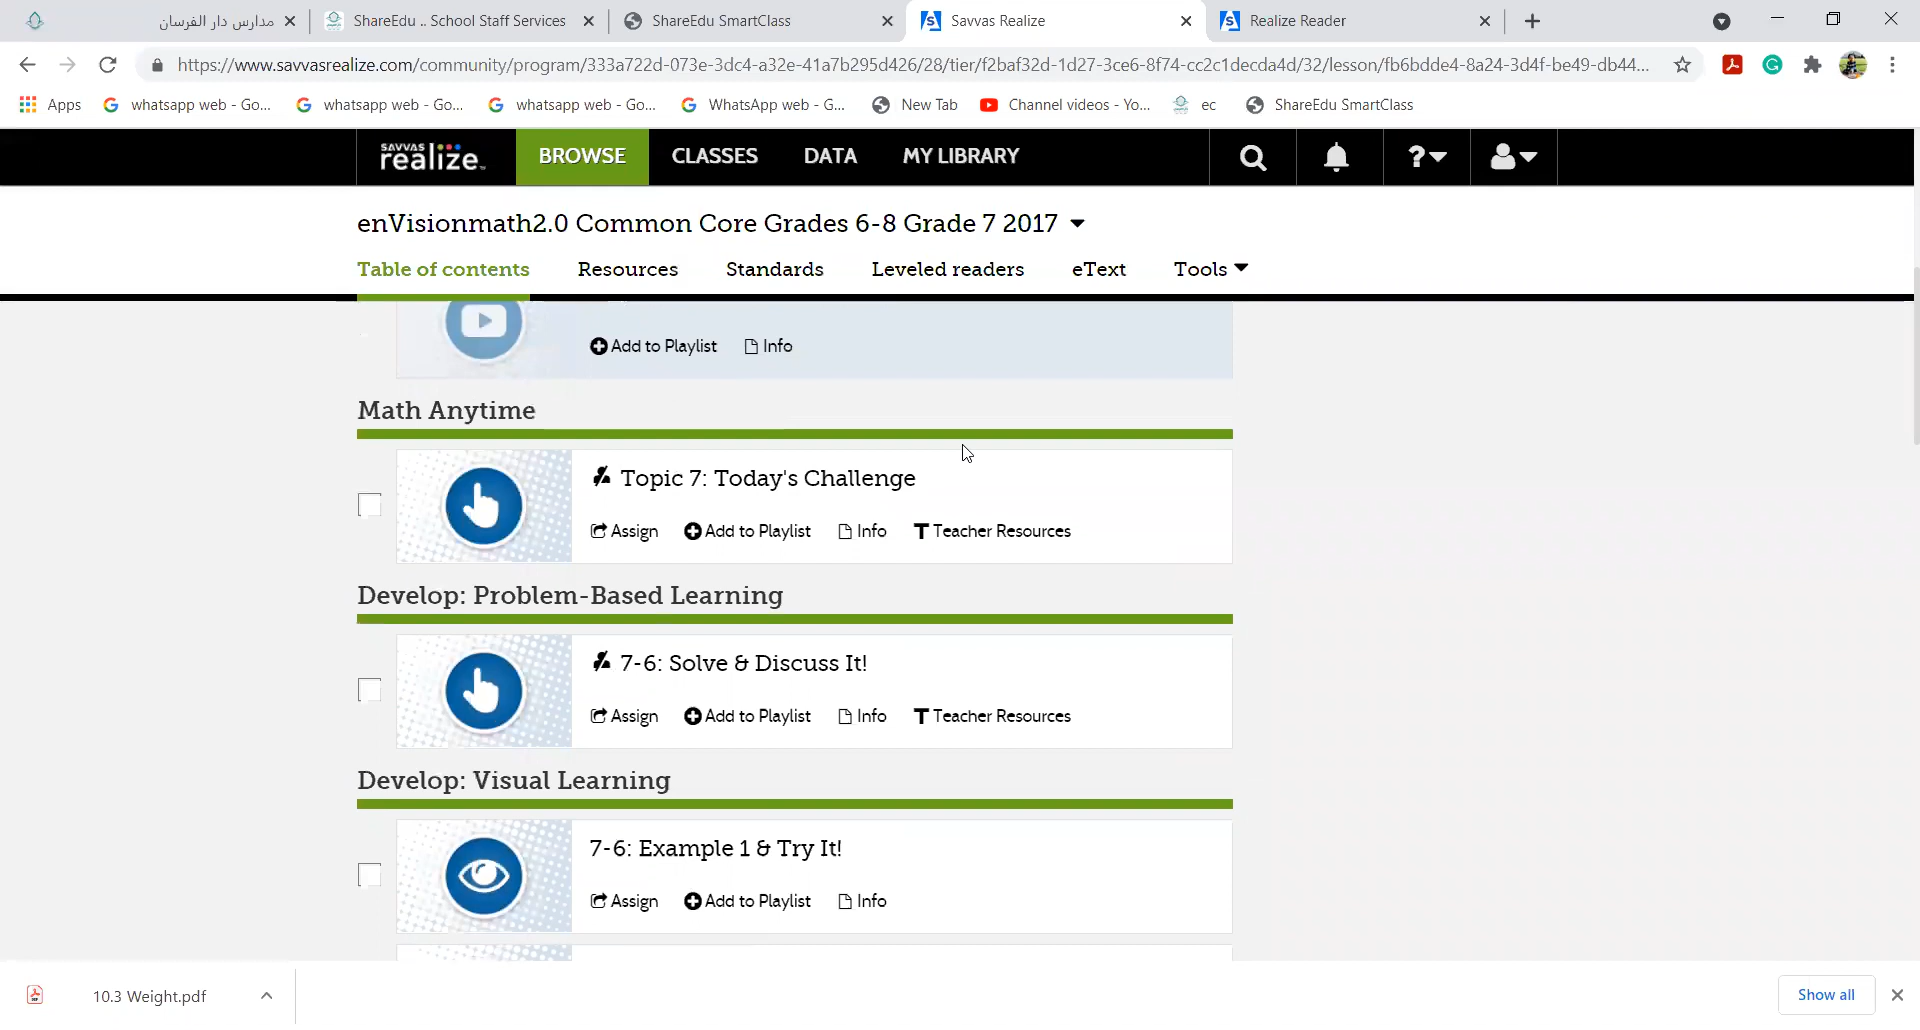 مدارس دار الفرسان
ShareEdu .. School Staff Services
ShareEdu SmartClass
Savvas Realize
Realize Reader
https://www.savvasrealize.com/community/program/333a722d-073e-3dc4-a32e-41a7b295d426/28/tier/f2baf32d-1d27-3ce6-8f74-cc2c1decda4d/32/lesson/fb6bdde4-8a24-3d4f-be49-db44...
Apps
whatsapp web - Go...
whatsapp web - Go...
whatsapp web - Go...
WhatsApp web - G...
New Tab
Channel videos - Yo...
ec
ShareEdu SmartClass
SAVVAS
realize™
BROWSE
CLASSES
DATA
MY LIBRARY
?
enVisionmath2.0 Common Core Grades 6-8 Grade 7 2017
Table of contents
Resources
Standards
Leveled readers
eText
Tools
Add to Playlist
Info
Math Anytime
Topic 7: Today's Challenge
Assign
Add to Playlist
Info
T Teacher Resources
Develop: Problem-Based Learning
7-6: Solve & Discuss It!
Assign
Add to Playlist
Info
T Teacher Resources
Develop: Visual Learning
7-6: Example 1 & Try It!
Assign
Add to Playlist
Info
10.3 Weight.pdf
Show all